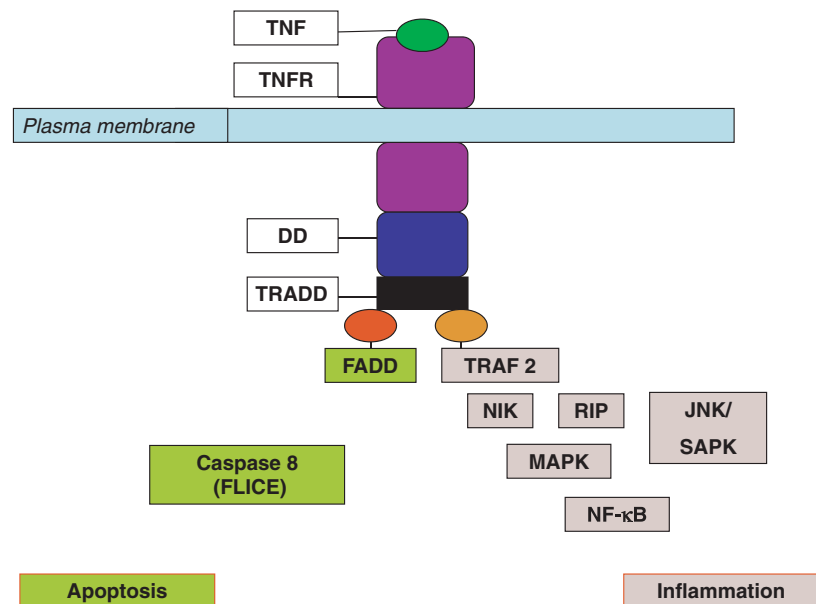 TNF
TNFR
Plasma membrane
DD
TRADD
FADD
TRAF 2
NIK
RIP
JNK/
SAPK
MAPK
Caspase 8
(FLICE)
NF-κB
Apoptosis
Inflammation